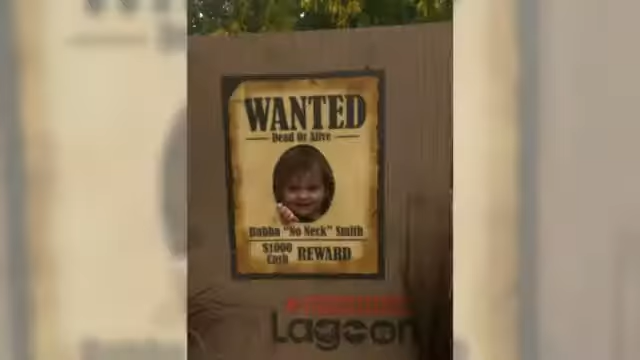 WANTED
Dead Or Alive
Bubba "No Neck" Smith
$1000 Cash REWARD
Lagoon